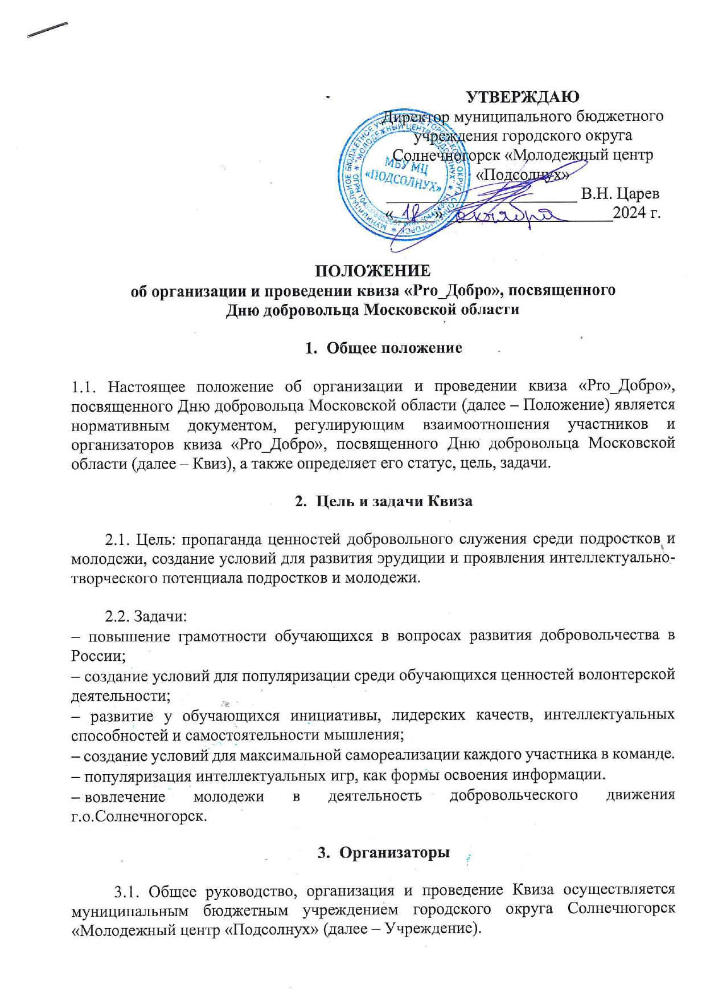 УТВЕРЖДАЮ
Директор муниципального бюджетного
учреждения городского округа
Солнечногорск «Молодежный центр
«Подсолнух»
В.Н. Царев
«18» октября 2024 г.
МБУ МЦ
«ПОДСОЛНУХ»
ПОЛОЖЕНИЕ
об организации и проведении квиза «Pro_Добро», посвященного
Дню добровольца Московской области
1. Общее положение
1.1. Настоящее положение об организации и проведении квиза «Pro_Добро»,
посвященного Дню добровольца Московской области (далее – Положение) является
нормативным документом, регулирующим взаимоотношения участников и
организаторов квиза «Pro_Добро», посвященного Дню добровольца Московской
области (далее – Квиз), а также определяет его статус, цель, задачи.
2. Цель и задачи Квиза
2.1. Цель: пропаганда ценностей добровольного служения среди подростков и
молодежи, создание условий для развития эрудиции и проявления интеллектуально-
творческого потенциала подростков и молодежи.
2.2. Задачи:
– повышение грамотности обучающихся в вопросах развития добровольчества в
России;
– создание условий для популяризации среди обучающихся ценностей волонтерской
деятельности;
– развитие у обучающихся инициативы, лидерских качеств, интеллектуальных
способностей и самостоятельности мышления;
– создание условий для максимальной самореализации каждого участника в команде.
– популяризация интеллектуальных игр, как формы освоения информации.
– вовлечение молодежи в деятельность добровольческого движения
г.о.Солнечногорск.
3. Организаторы
3.1. Общее руководство, организация и проведение Квиза осуществляется
муниципальным бюджетным учреждением городского округа Солнечногорск
«Молодежный центр «Подсолнух» (далее – Учреждение).